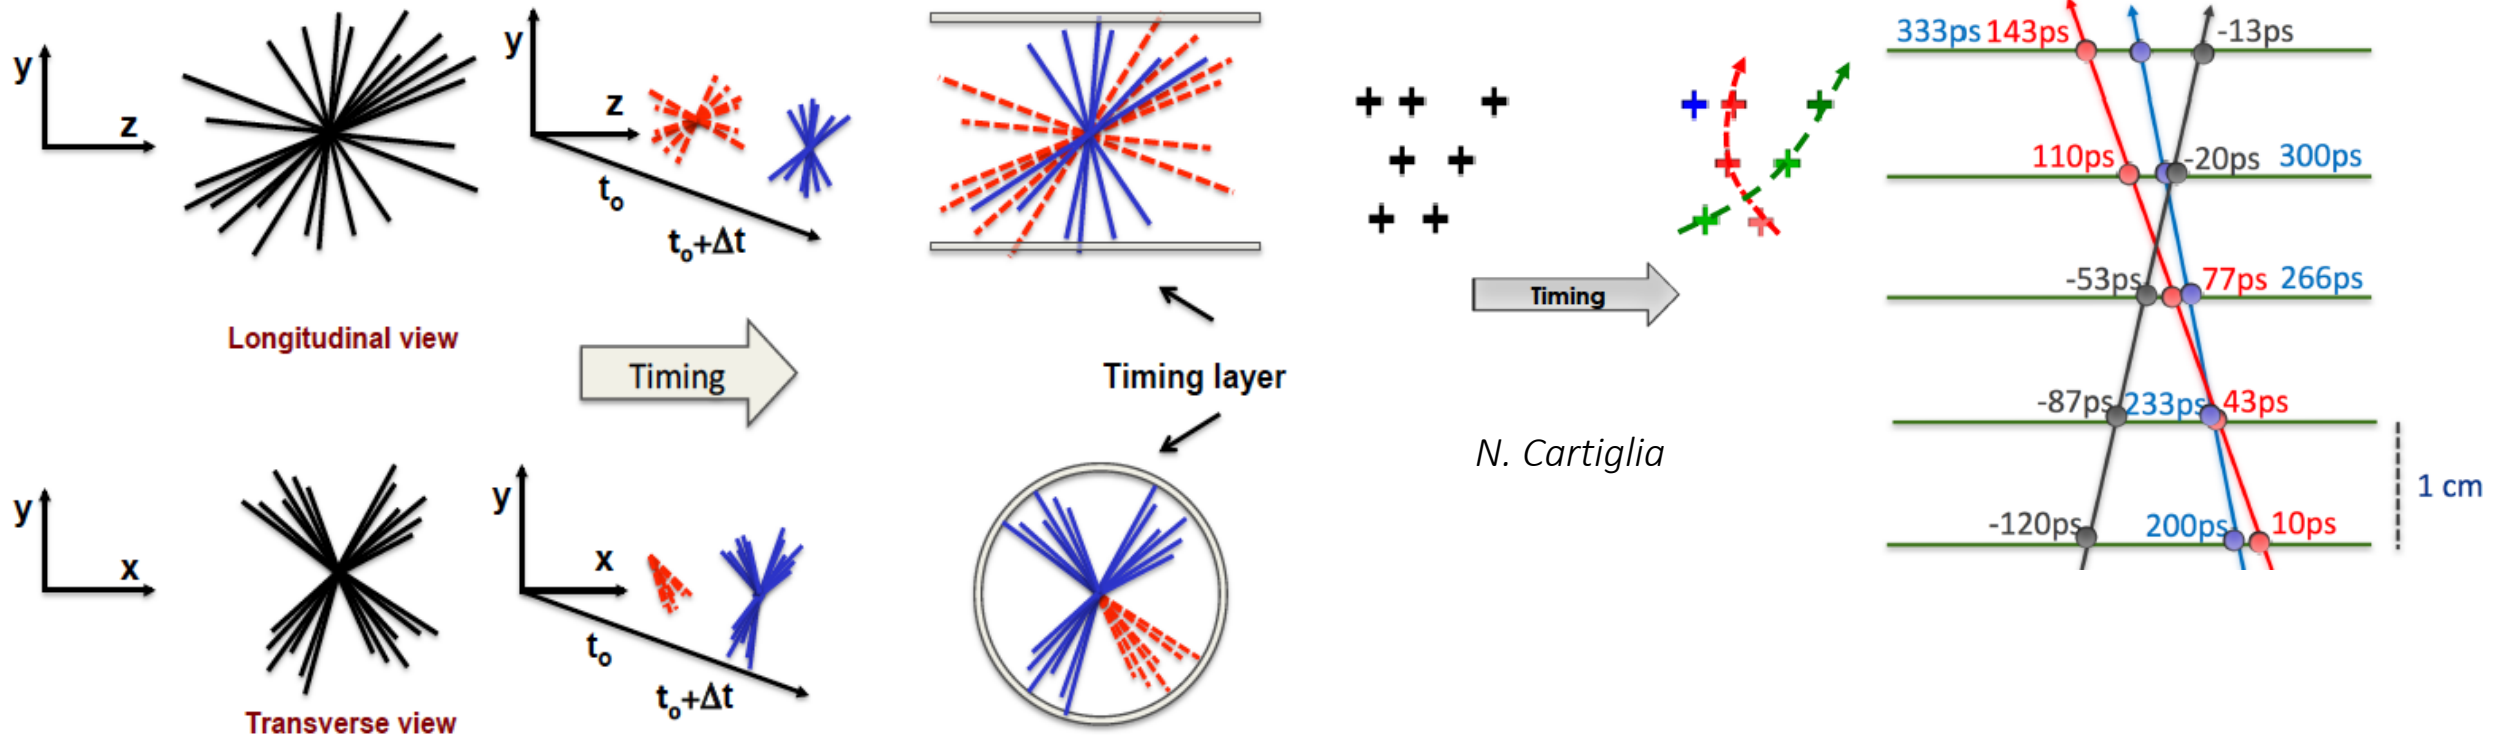 y
z
Longitudinal view
y
z
t₀
t₀+Δt
Timing
y
x
Transverse view
y
x
t₀
t₀+Δt
Timing layer
Timing
N. Cartiglia
333ps 143ps -13ps
110ps -20ps 300ps
-53ps 77ps 266ps
-87ps 233ps 43ps
-120ps 200ps 10ps
1 cm